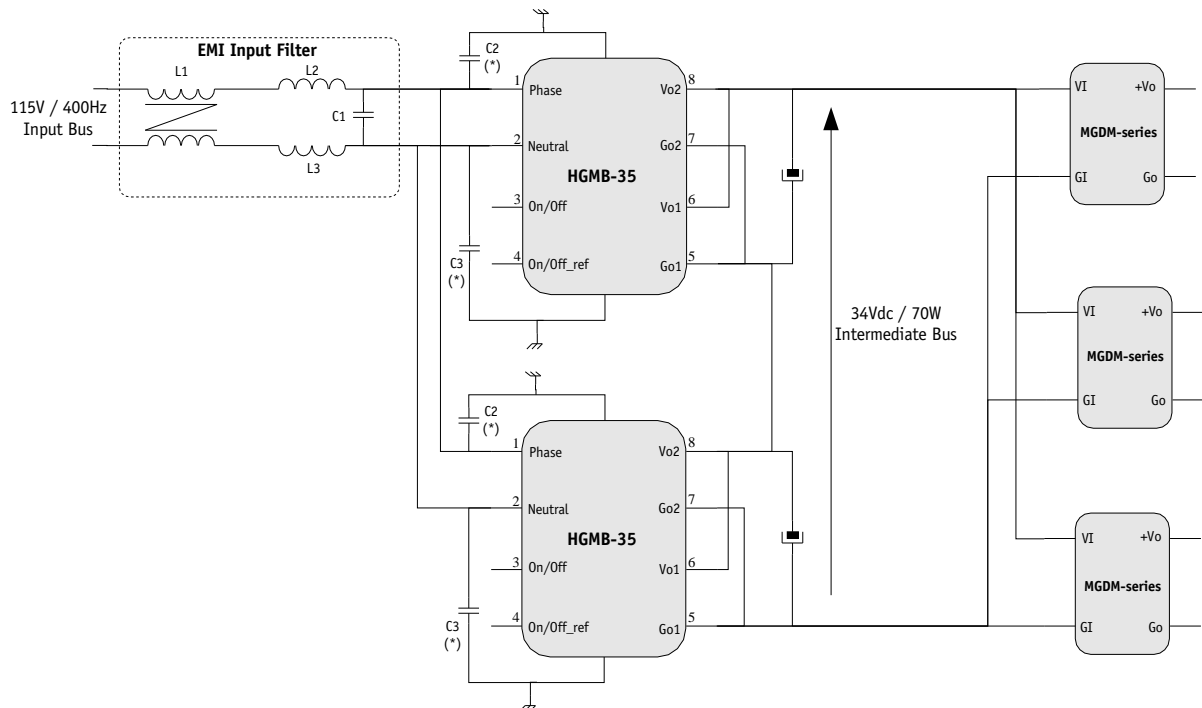 EMI Input Filter
L1
L2
C1
L3
115V / 400Hz
Input Bus
C2
(*)
C3
(*)
1
Phase
2
Neutral
3
On/Off
4
On/Off_ref
HGMB-35
Vo2
8
Go2
7
Vo1
6
Go1
5
C2
(*)
C3
(*)
1
Phase
2
Neutral
3
On/Off
4
On/Off_ref
HGMB-35
Vo2
8
Go2
7
Vo1
6
Go1
5
34Vdc / 70W
Intermediate Bus
VI
+Vo
MGDM-series
GI
Go
VI
+Vo
MGDM-series
GI
Go
VI
+Vo
MGDM-series
GI
Go